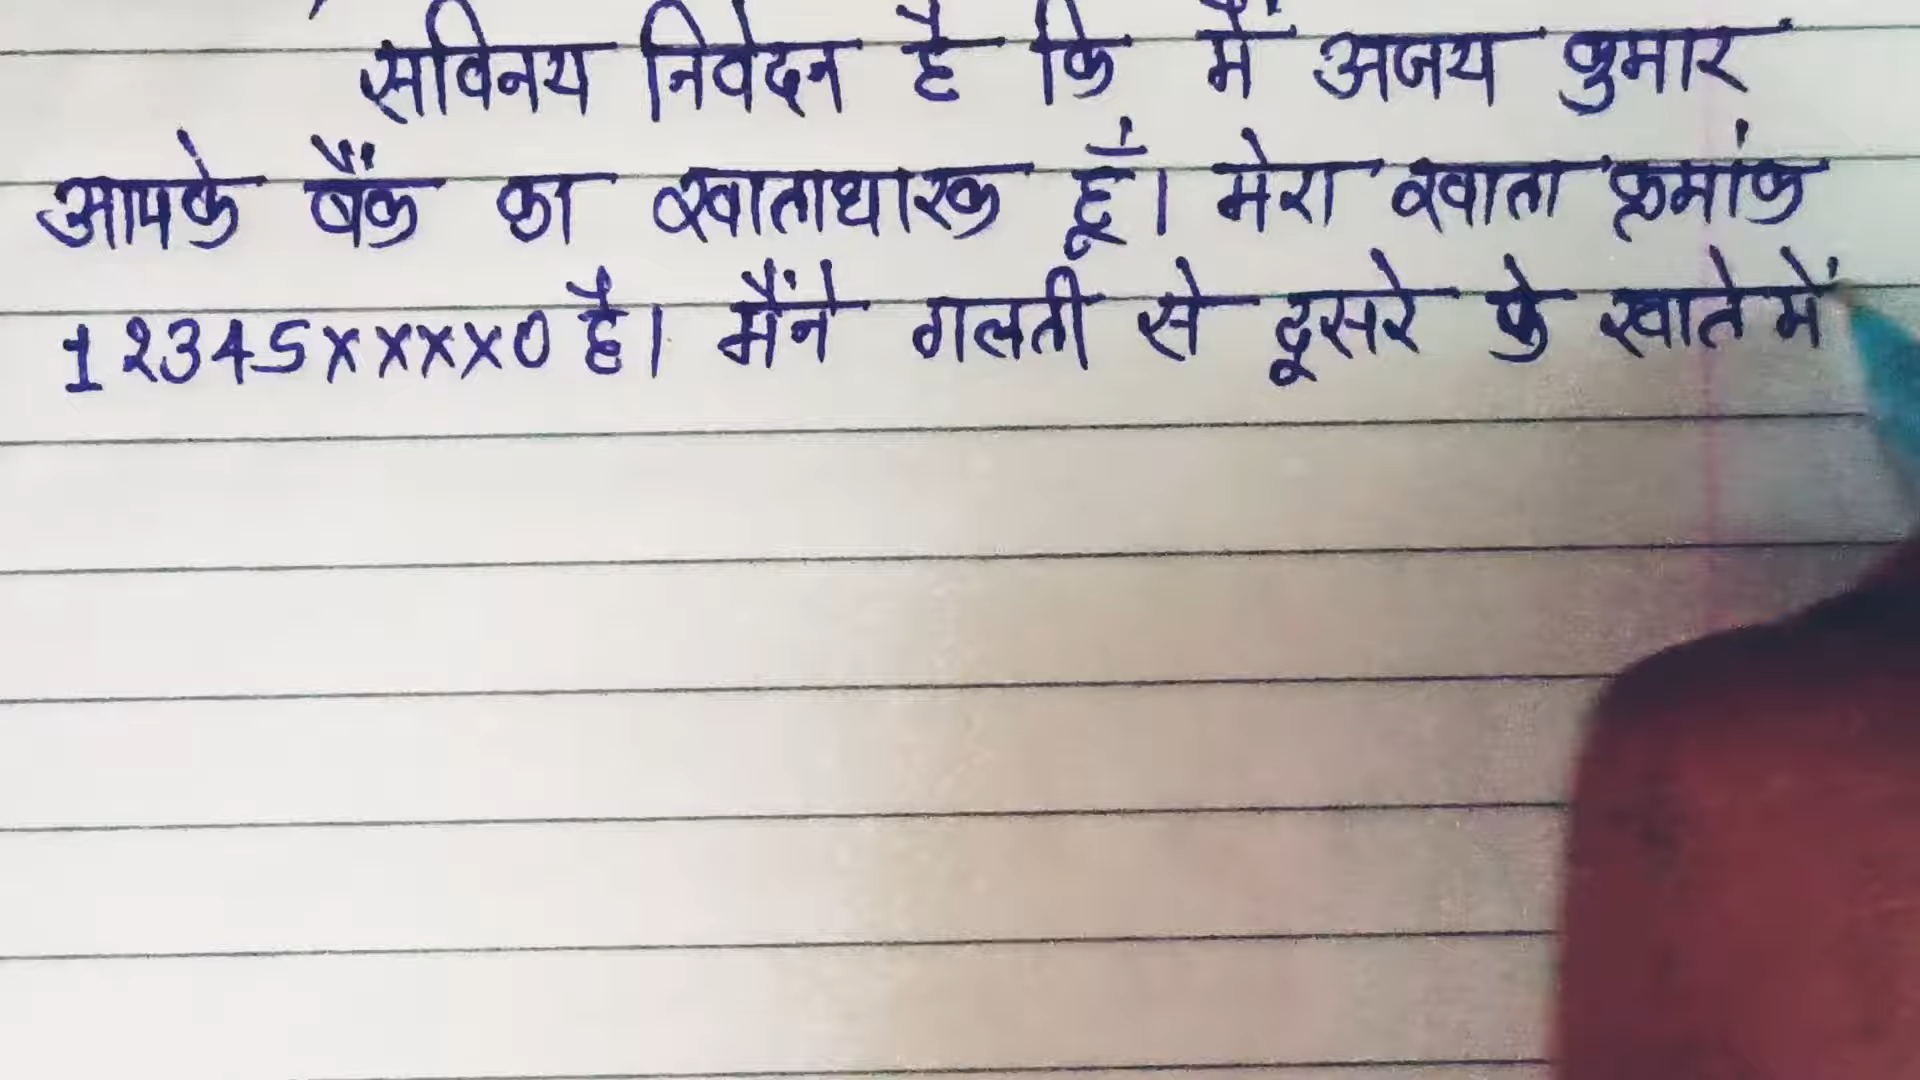 सविनय निवेदन है कि मैं अजय कुमार
आपके बैंक का खाताधारक हूँ। मेरा खाता क्रमांक
12345xxxx0 है। मैंने गलती से दूसरे के खाते में